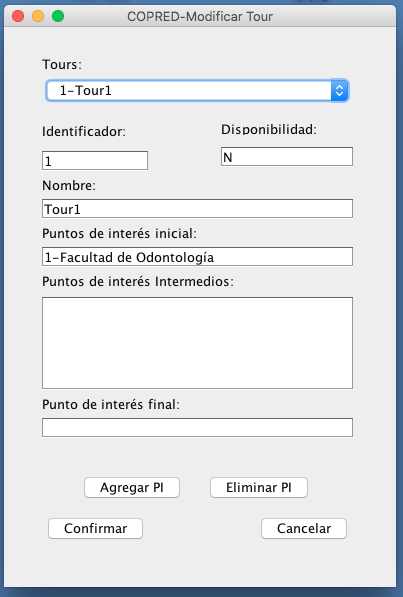 COPRED-Modificar Tour
Tours:
1-Tour1
Identificador:
Disponibilidad:
1
N
Nombre:
Tour1
Puntos de interés inicial:
1-Facultad de Odontología
Puntos de interés Intermedios:
Punto de interés final:
Agregar PI
Eliminar PI
Confirmar
Cancelar